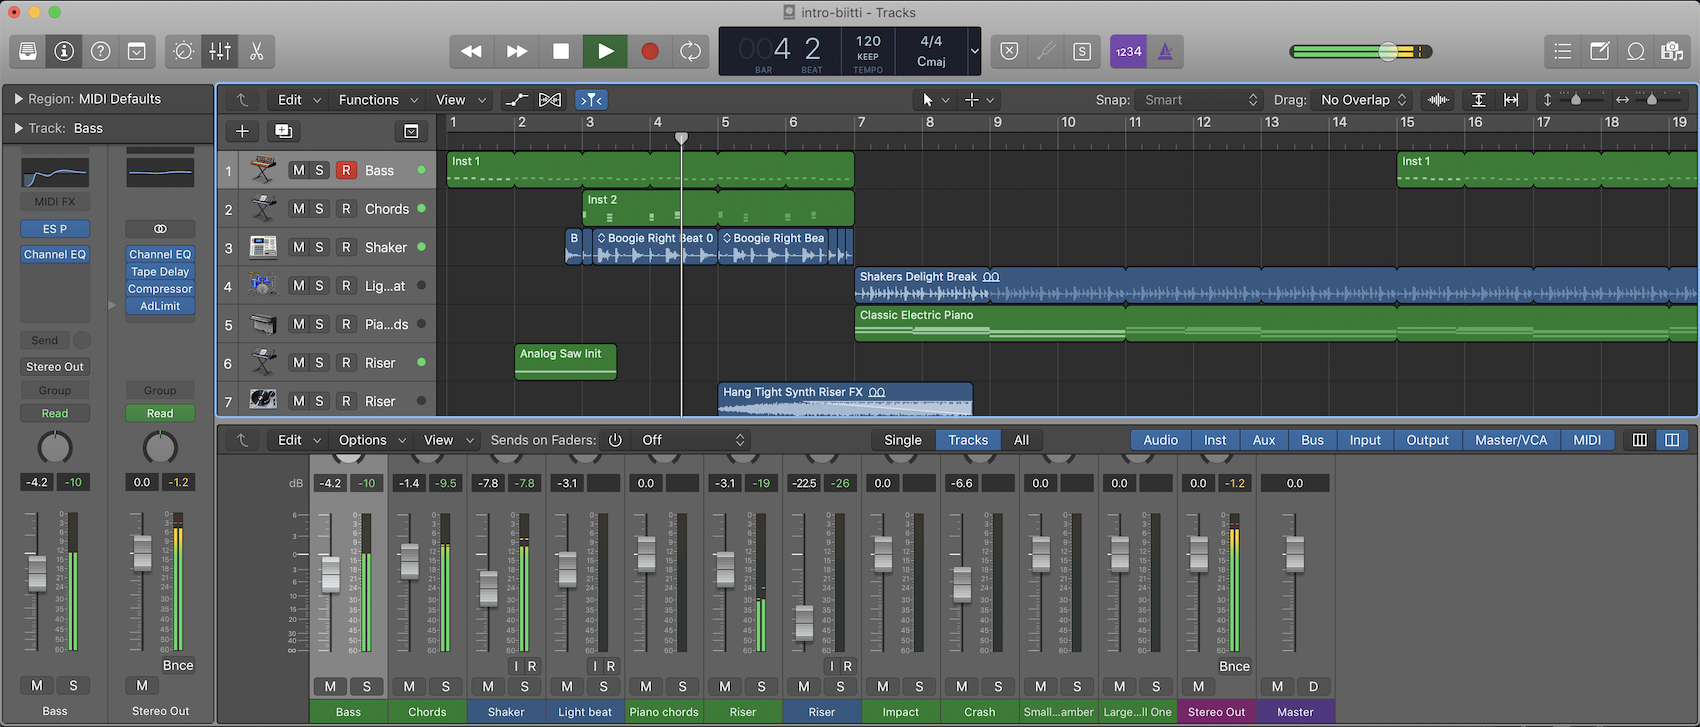 intro-biitti - Tracks
004 2
BAR BEAT
120
KEEP
TEMPO
4/4
Cmaj
S
1234
Region: MIDI Defaults
Track: Bass
Edit Functions View
Snap: Smart
Drag: No Overlap
1 2 3 4 5 6 7 8 9 10 11 12 13 14 15 16 17 18 19
1 M S R Bass
2 M S R Chords
3 M S R Shaker
4 M S R Lig...at
5 M S R Pia...ds
6 M S R Riser
7 M S R Riser
Inst 1
Inst 1
Inst 2
B
Boogie Right Beat 0
Boogie Right Bea
Shakers Delight Break
Classic Electric Piano
Analog Saw Init
Hang Tight Synth Riser FX
MIDI FX
ES P
Channel EQ
Send
Stereo Out
Group
Read
-4.2 -10
M S
Bass
Channel EQ
Tape Delay
Compressor
AdLimit
Group
Read
0.0 -1.2
Bnce
M
Stereo Out
Edit Options View Sends on Faders: Off
Single Tracks All
Audio Inst Aux Bus Input Output Master/VCA MIDI
dB -4.2 -10 -1.4 -9.5 -7.8 -7.8 -3.1 0.0 -3.1 -19 -22.5 -26 0.0 -6.6 0.0 0.0 0.0 -1.2 0.0
I R I R I R Bnce
M S M S M S M S M S M S M S M S M S M S M S M M D
Bass Chords Shaker Light beat Piano chords Riser Riser Impact Crash Small...amber Large...ll One Stereo Out Master